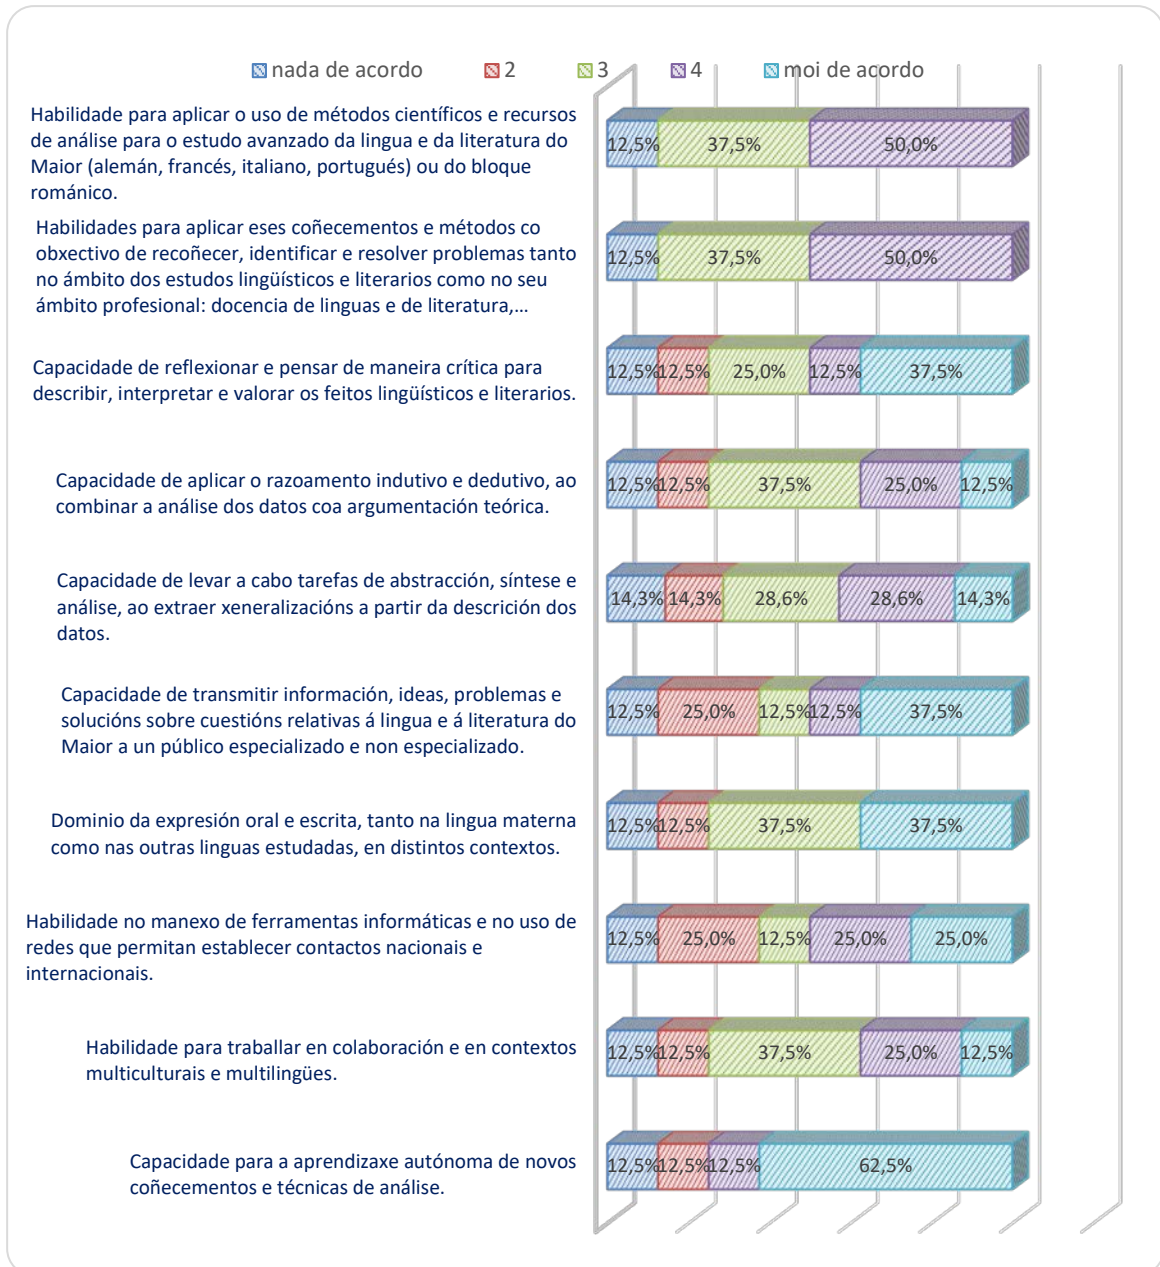 nada de acordo 2 3 4 moi de acordo
Habilidade para aplicar o uso de métodos científicos e recursos
de análise para o estudo avanzado da lingua e da literatura do
Maior (alemán, francés, italiano, portugués) ou do bloque
románico.
12,5% 37,5% 50,0%
Habilidades para aplicar eses coñecementos e métodos co
obxectivo de recoñecer, identificar e resolver problemas tanto
no ámbito dos estudos lingüísticos e literarios como no seu
ámbito profesional: docencia de linguas e de literatura,...
12,5% 37,5% 50,0%
Capacidade de reflexionar e pensar de maneira crítica para
describir, interpretar e valorar os feitos lingüísticos e literarios.
12,5% 12,5% 25,0% 12,5% 37,5%
Capacidade de aplicar o razoamento indutivo e dedutivo, ao
combinar a análise dos datos coa argumentación teórica.
12,5% 12,5% 37,5% 25,0% 12,5%
Capacidade de levar a cabo tarefas de abstracción, síntese e
análise, ao extraer xeneralizacións a partir da descrición dos
datos.
14,3% 14,3% 28,6% 28,6% 14,3%
Capacidade de transmitir información, ideas, problemas e
solucións sobre cuestións relativas á lingua e á literatura do
Maior a un público especializado e non especializado.
12,5% 25,0% 12,5% 12,5% 37,5%
Dominio da expresión oral e escrita, tanto na lingua materna
como nas outras linguas estudadas, en distintos contextos.
12,5% 12,5% 37,5% 37,5%
Habilidade no manexo de ferramentas informáticas e no uso de
redes que permitan establecer contactos nacionais e
internacionais.
12,5% 25,0% 12,5% 25,0% 25,0%
Habilidade para traballar en colaboración e en contextos
multiculturais e multilingües.
12,5% 12,5% 37,5% 25,0% 12,5%
Capacidade para a aprendizaxe autónoma de novos
coñecementos e técnicas de análise.
12,5% 12,5% 12,5% 62,5%